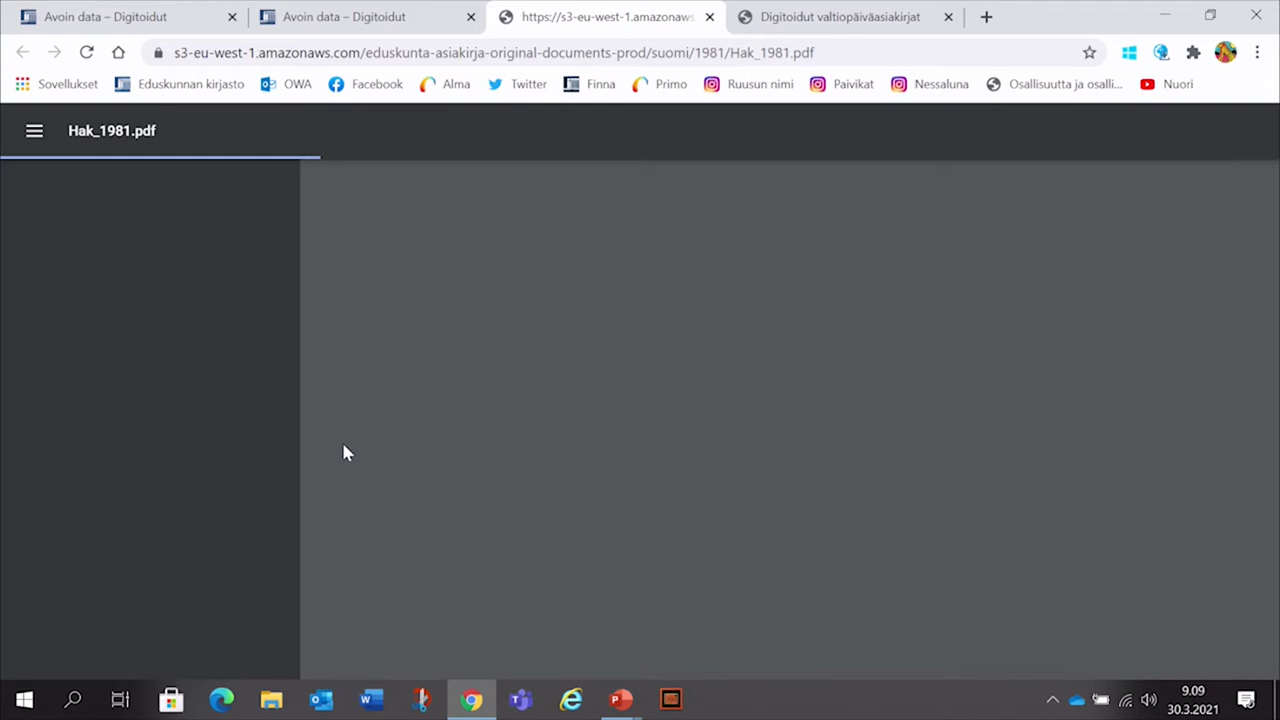 Avoin data – Digitoidut
Avoin data – Digitoidut
https://s3-eu-west-1.amazonaws
Digitoidut valtiopäiväasiakirjat
s3-eu-west-1.amazonaws.com/eduskunta-asiakirja-original-documents-prod/suomi/1981/Hak_1981.pdf
Sovellukset
Eduskunnan kirjasto
OWA
Facebook
Alma
Twitter
Finna
Primo
Ruusun nimi
Paivikat
Nessaluna
Osallisuutta ja osalli...
Nuori
Hak_1981.pdf
9.09
30.3.2021